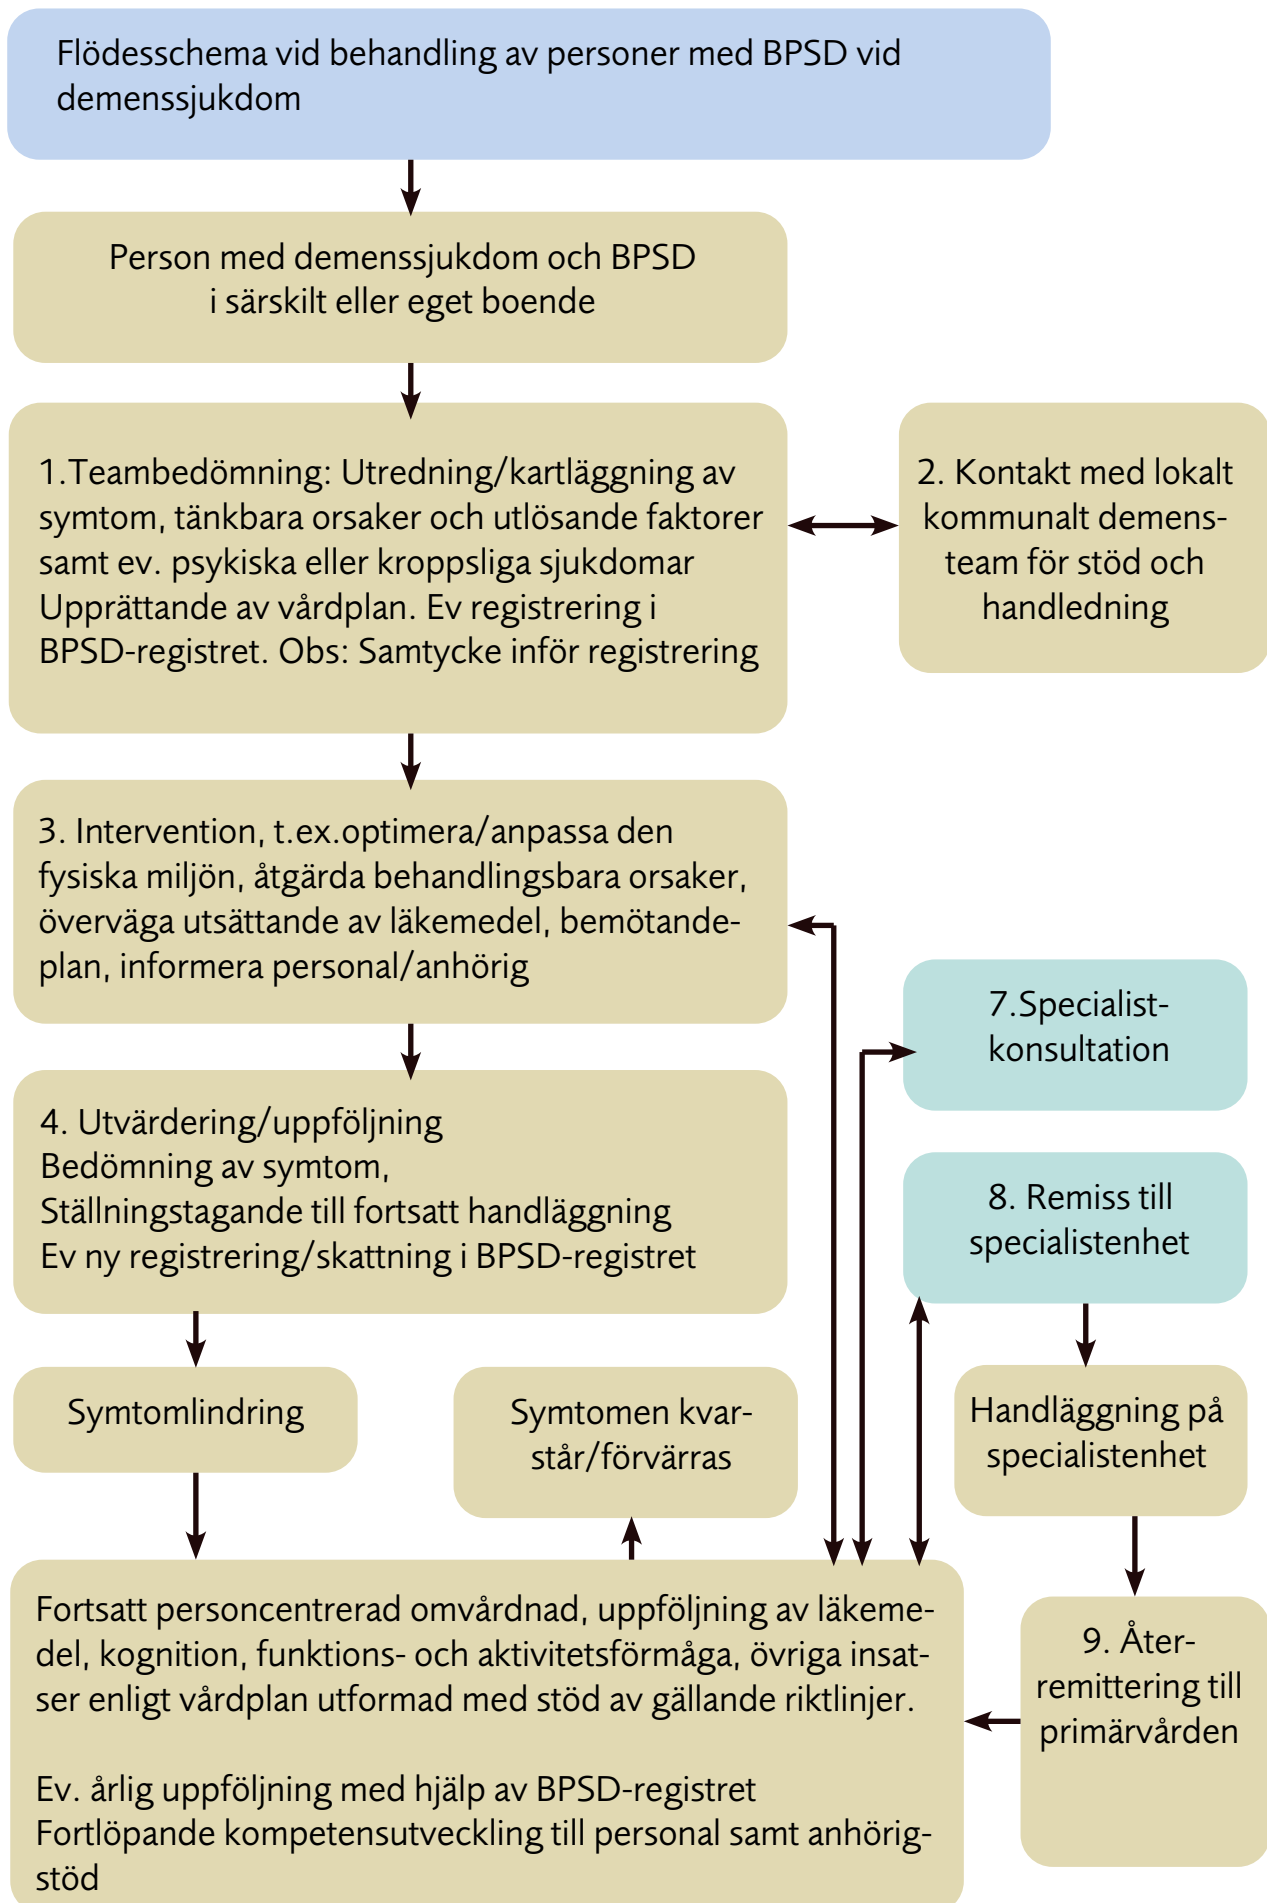 Flödesschema vid behandling av personer med BPSD vid
demenssjukdom
Person med demenssjukdom och BPSD
i särskilt eller eget boende
1.Teambedömning: Utredning/kartläggning av
symtom, tänkbara orsaker och utlösande faktorer
samt ev. psykiska eller kroppsliga sjukdomar
Upprättande av vårdplan. Ev registrering i
BPSD-registret. Obs: Samtycke inför registrering
2. Kontakt med lokalt
kommunalt demens-
team för stöd och
handledning
3. Intervention, t.ex.optimera/anpassa den
fysiska miljön, åtgärda behandlingsbara orsaker,
överväga utsättande av läkemedel, bemötande-
plan, informera personal/anhörig
4. Utvärdering/uppföljning
Bedömning av symtom,
Ställningstagande till fortsatt handläggning
Ev ny registrering/skattning i BPSD-registret
7.Specialist-
konsultation
8. Remiss till
specialistenhet
Symtomlindring
Symtomen kvar-
står/förvärras
Handläggning på
specialistenhet
Fortsatt personcentrerad omvårdnad, uppföljning av läkeme-
del, kognition, funktions- och aktivitetsförmåga, övriga insat-
ser enligt vårdplan utformad med stöd av gällande riktlinjer.
Ev. årlig uppföljning med hjälp av BPSD-registret
Fortlöpande kompetensutveckling till personal samt anhörig-
stöd
9. Åter-
remittering till
primärvården